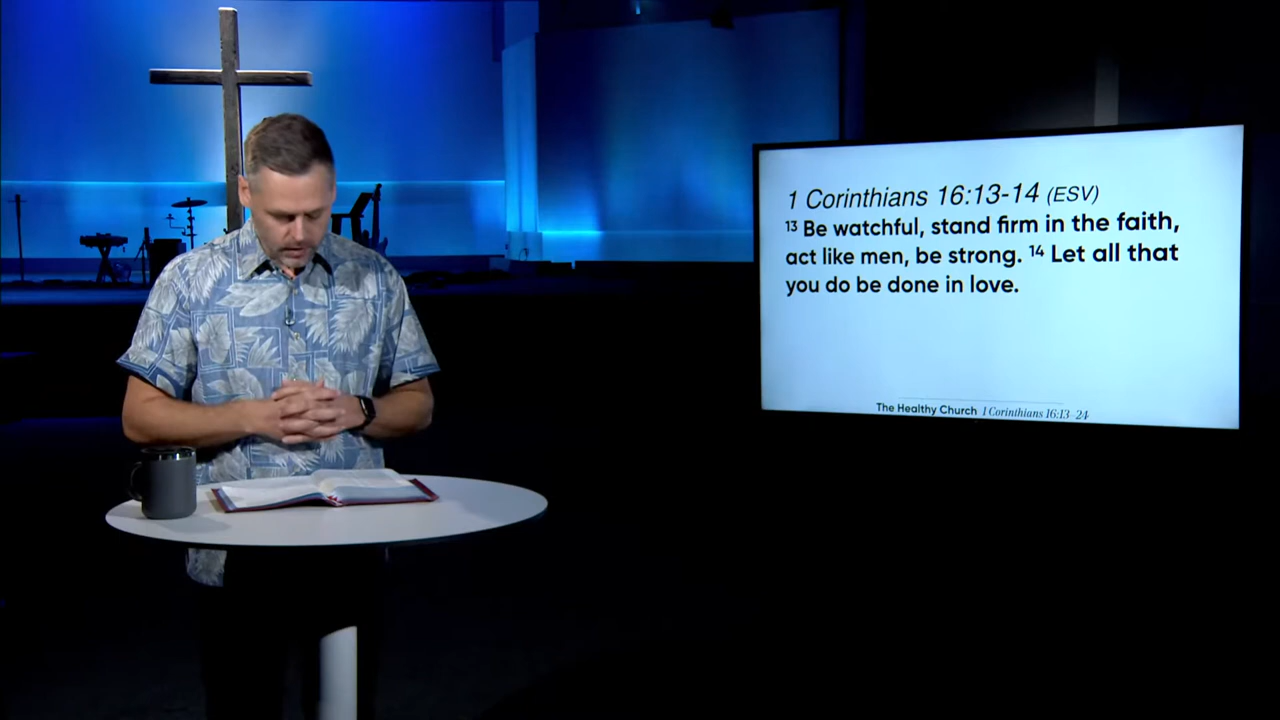 1 Corinthians 16:13-14 (ESV)
¹³ Be watchful, stand firm in the faith,
act like men, be strong. ¹⁴ Let all that
you do be done in love.
The Healthy Church 1 Corinthians 16:13–24